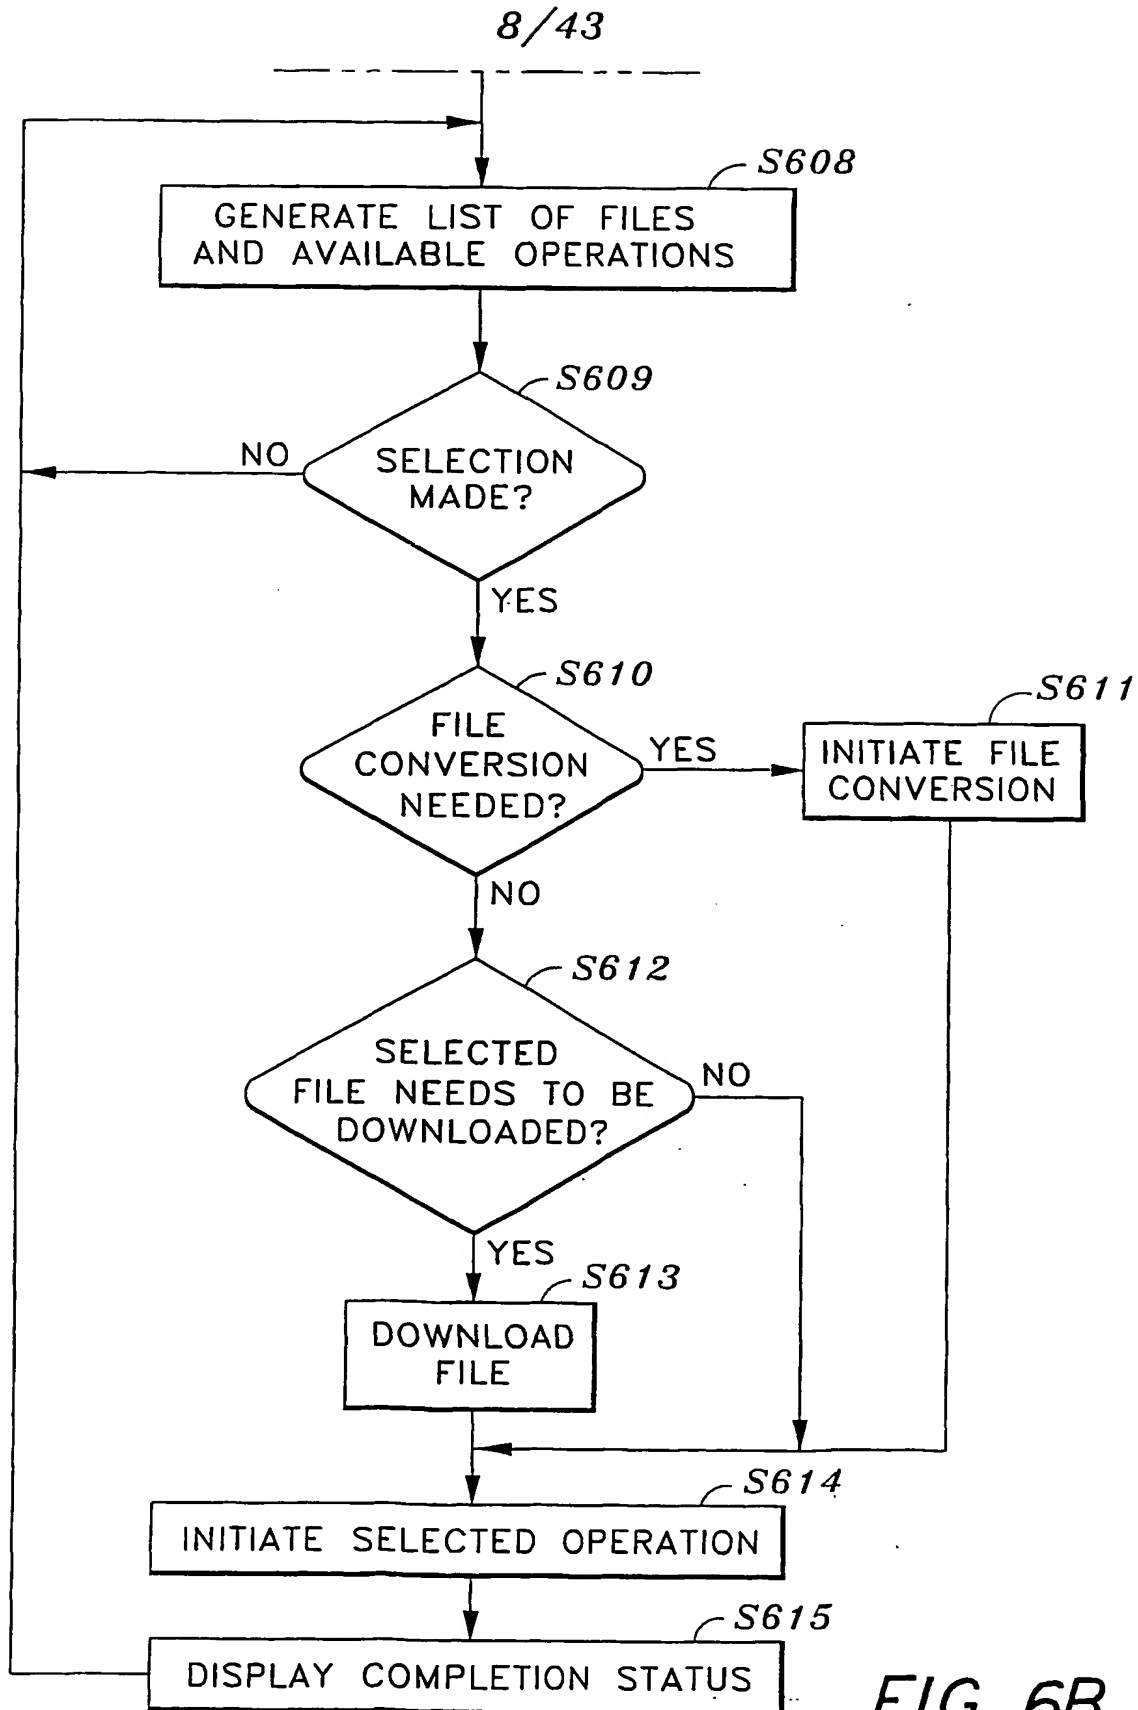 8/43
S608
GENERATE LIST OF FILES
AND AVAILABLE OPERATIONS
S609
SELECTION
MADE?
NO
YES
S610
FILE
CONVERSION
NEEDED?
YES
S611
INITIATE FILE
CONVERSION
NO
S612
SELECTED
FILE NEEDS TO BE
DOWNLOADED?
NO
YES
S613
DOWNLOAD
FILE
S614
INITIATE SELECTED OPERATION
S615
DISPLAY COMPLETION STATUS
FIG. 6B